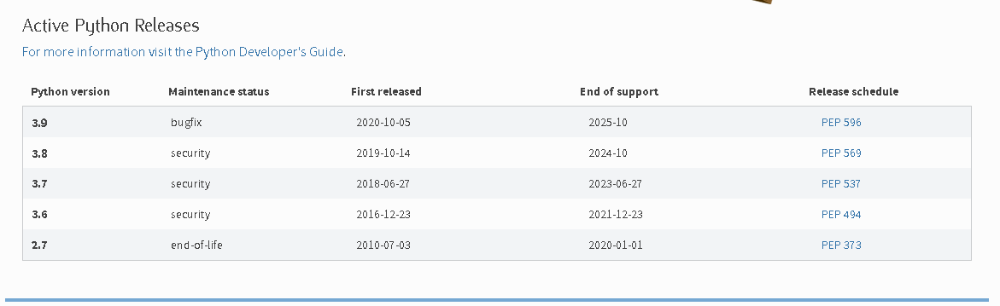 Active Python Releases
For more information visit the Python Developer's Guide.
Python version Maintenance status First released End of support Release schedule
3.9 bugfix 2020-10-05 2025-10 PEP 596
3.8 security 2019-10-14 2024-10 PEP 569
3.7 security 2018-06-27 2023-06-27 PEP 537
3.6 security 2016-12-23 2021-12-23 PEP 494
2.7 end-of-life 2010-07-03 2020-01-01 PEP 373